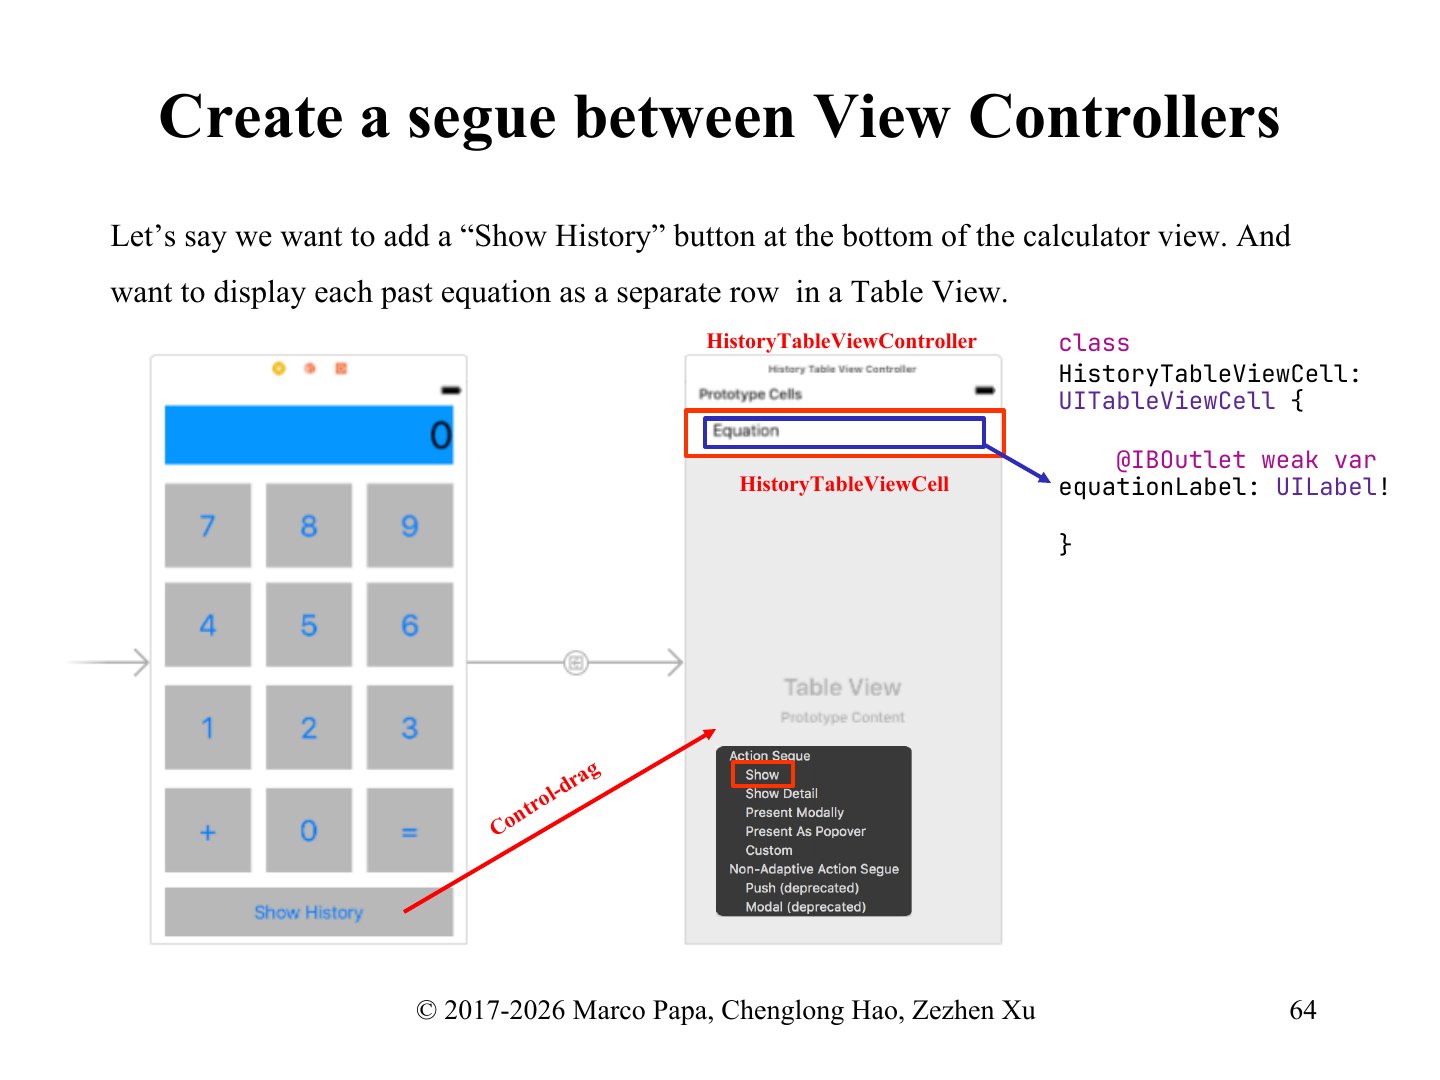 Create a segue between View Controllers
Let’s say we want to add a “Show History” button at the bottom of the calculator view. And
want to display each past equation as a separate row  in a Table View.
0
7 8 9
4 5 6
1 2 3
+ 0 =
Show History
Control-drag
HistoryTableViewController
History Table View Controller
Prototype Cells
Equation
HistoryTableViewCell
Table View
Prototype Content
Action Segue
Show
Show Detail
Present Modally
Present As Popover
Custom
Non-Adaptive Action Segue
Push (deprecated)
Modal (deprecated)
class
HistoryTableViewCell:
UITableViewCell {
@IBOutlet weak var
equationLabel: UILabel!
}
© 2017-2026 Marco Papa, Chenglong Hao, Zezhen Xu
64